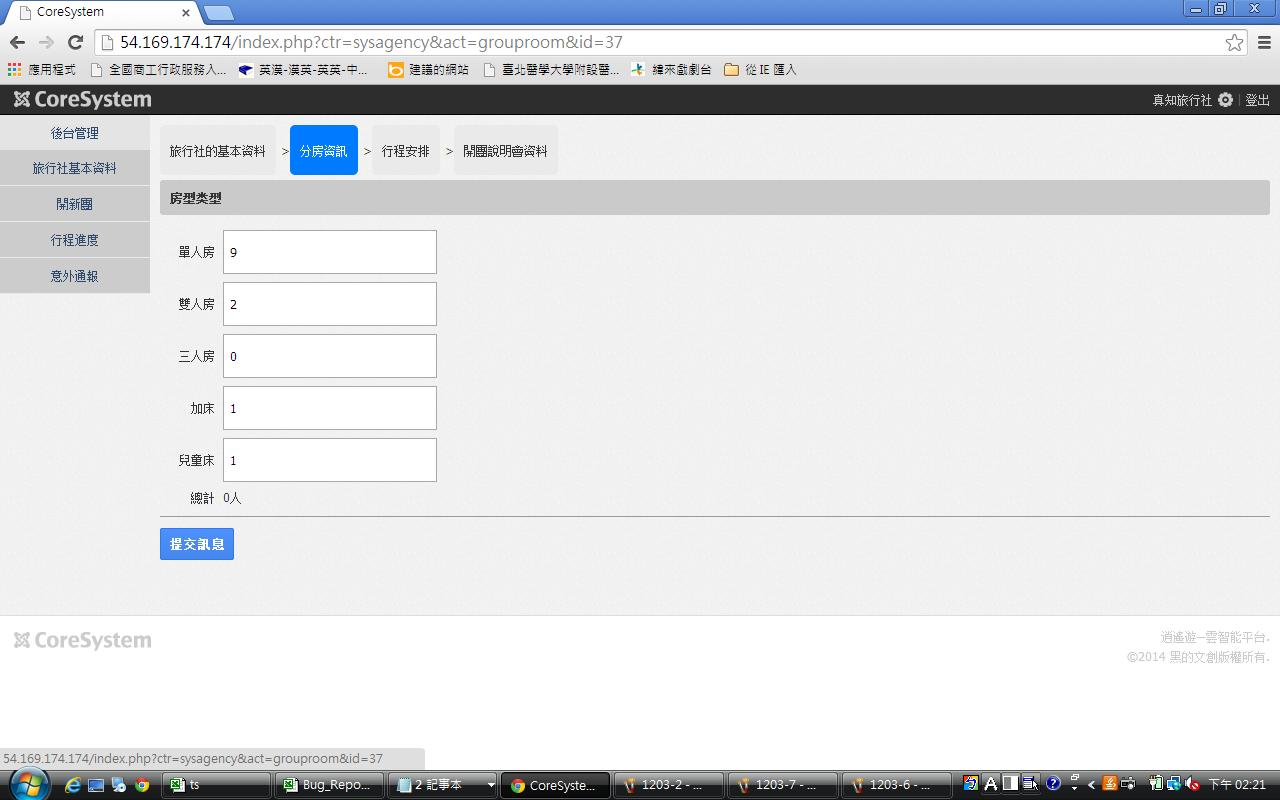 CoreSystem
54.169.174.174/index.php?ctr=sysagency&act=grouproom&id=37
應用程式 全國商工行政服務入... 英漢-漢英-英英-中... 建議的網站 臺北醫學大學附設醫... 緯來戲劇台 從 IE 匯入
CoreSystem 真知旅行社 | 登出
後台管理
旅行社基本資料
開新團
行程進度
意外通報
旅行社的基本資料 > 分房資訊 > 行程安排 > 開團說明會資料
房型类型
單人房 9
雙人房 2
三人房 0
加床 1
兒童床 1
總計 0人
提交訊息
CoreSystem
逍遙遊─雲智能平台.
©2014 黑的文創版權所有.
54.169.174.174/index.php?ctr=sysagency&act=grouproom&id=37
ts Bug_Repo... 2 記事本 CoreSyste... 1203-2 - ... 1203-7 - ... 1203-6 - ... A 下午 02:21